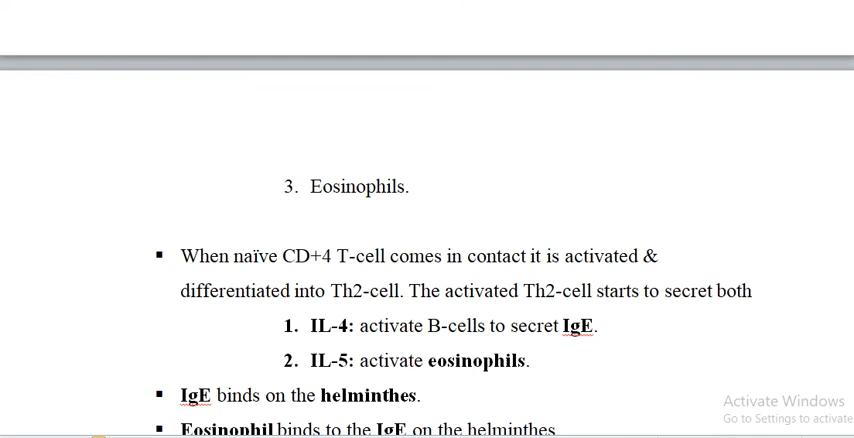 3. Eosinophils.
▪ When naïve CD+4 T-cell comes in contact it is activated &
differentiated into Th2-cell. The activated Th2-cell starts to secret both
1. IL-4: activate B-cells to secret IgE.
2. IL-5: activate eosinophils.
▪ IgE binds on the helminthes.
▪ Eosinophil binds to the IgE on the helminthes
Activate Windows
Go to Settings to activate